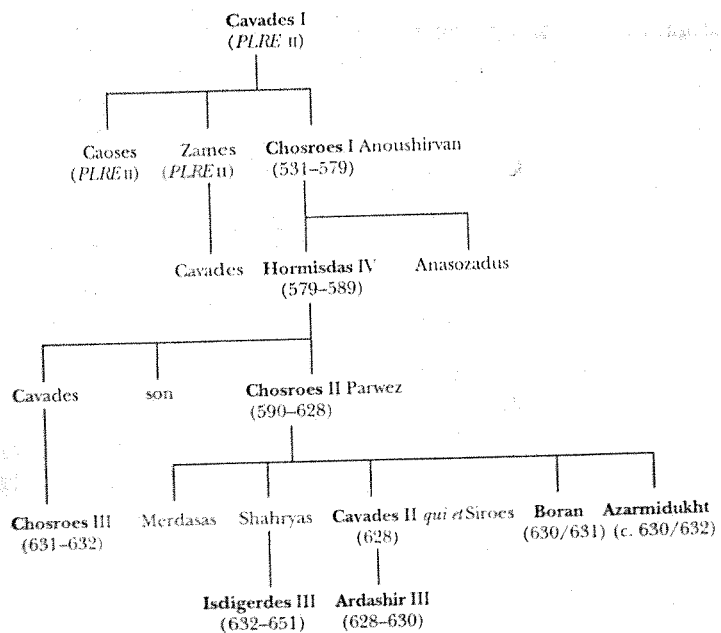 Cavades I
(PLRE II)
Caoses Zames Chosroes I Anoushirvan
(PLRE II) (PLRE II) (531–579)
Cavades Hormisdas IV Anasozadus
(579–589)
Cavades son Chosroes II Parwez
(590–628)
Chosroes III Merdasas Shahryas Cavades II qui et Siroes Boran Azarmidukht
(631–632) (628) (630/631) (c. 630/632)
Isdigerdes III Ardashir III
(632–651) (628–630)